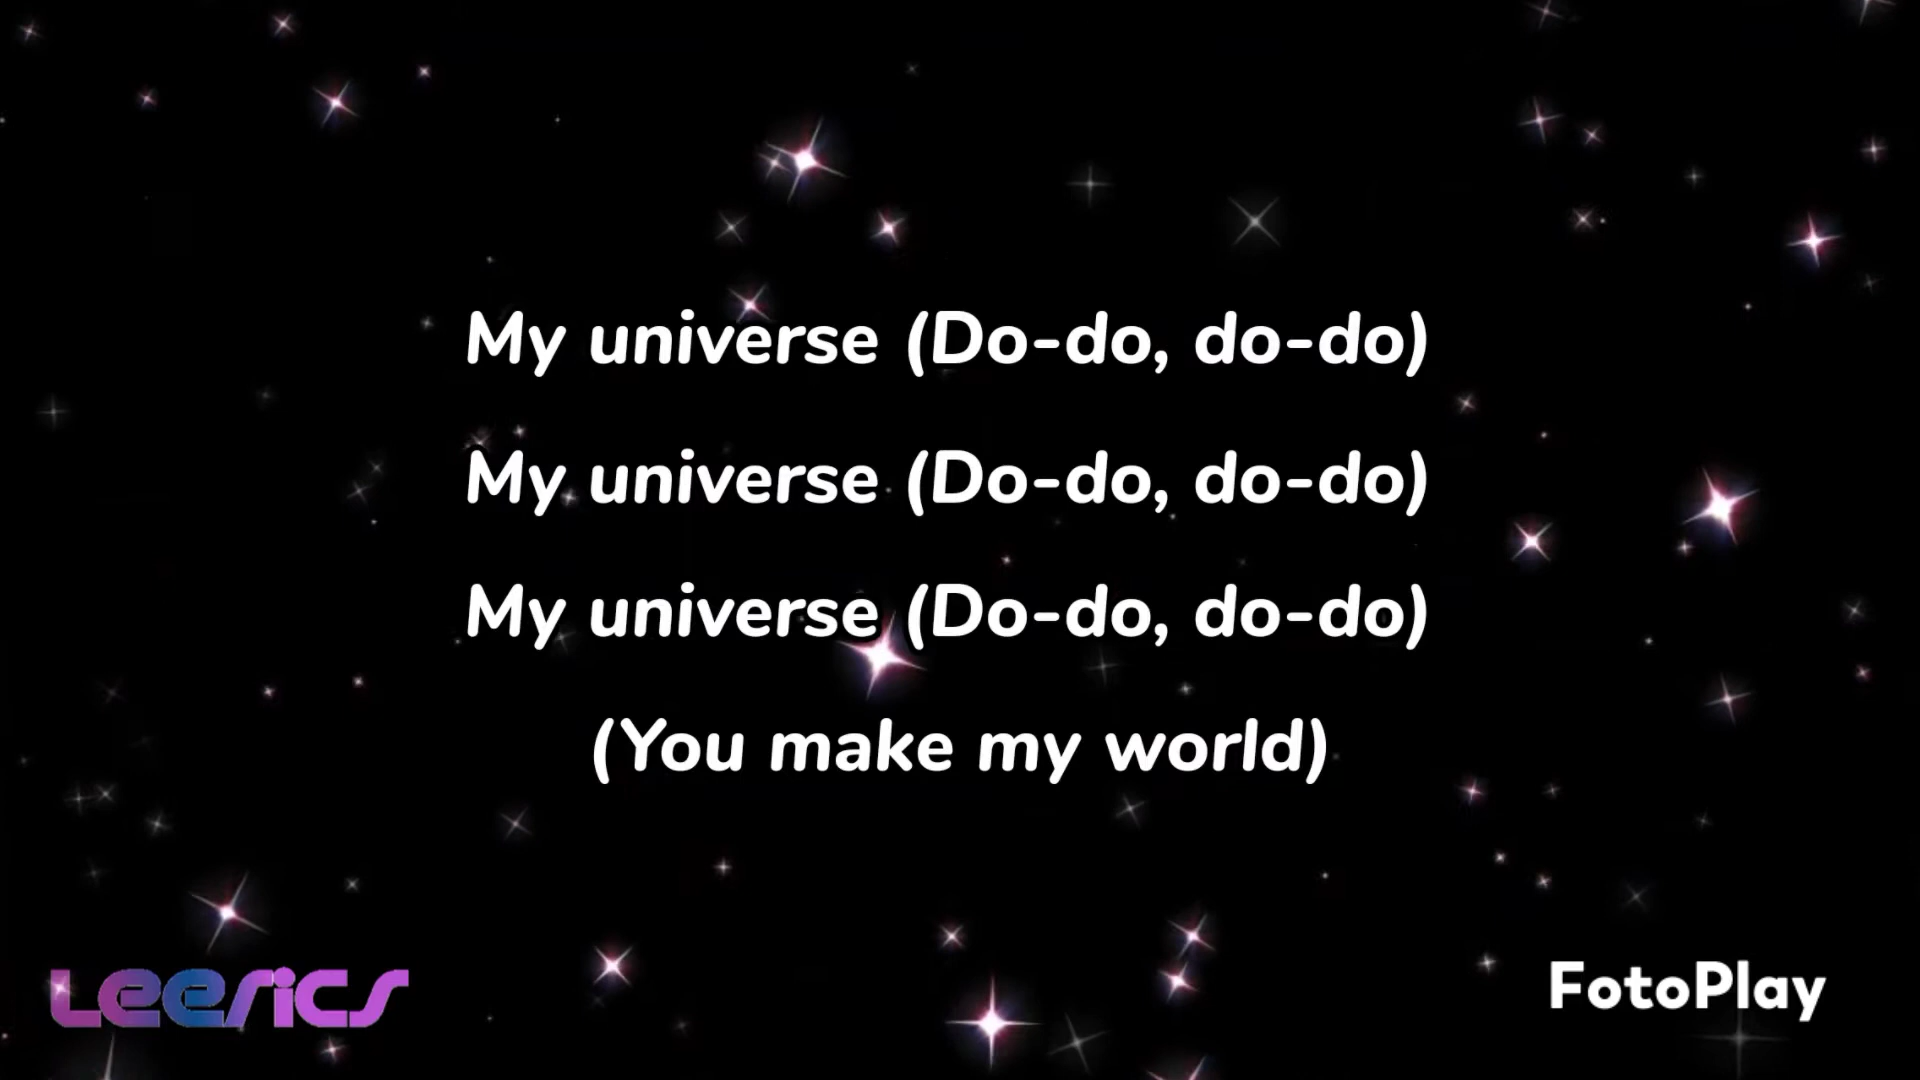 My universe (Do-do, do-do)
My universe (Do-do, do-do)
My universe (Do-do, do-do)
(You make my world)
Leerics
FotoPlay